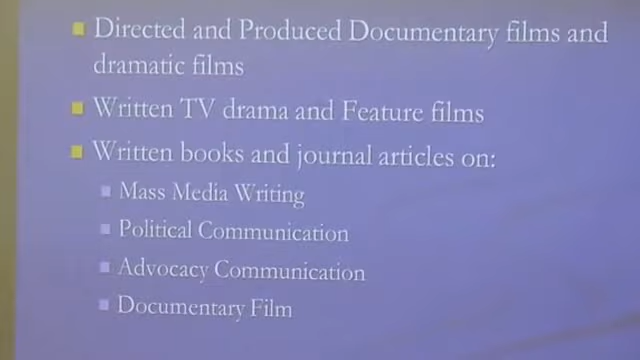 Directed and Produced Documentary films and
dramatic films
Written TV drama and Feature films
Written books and journal articles on:
Mass Media Writing
Political Communication
Advocacy Communication
Documentary Film